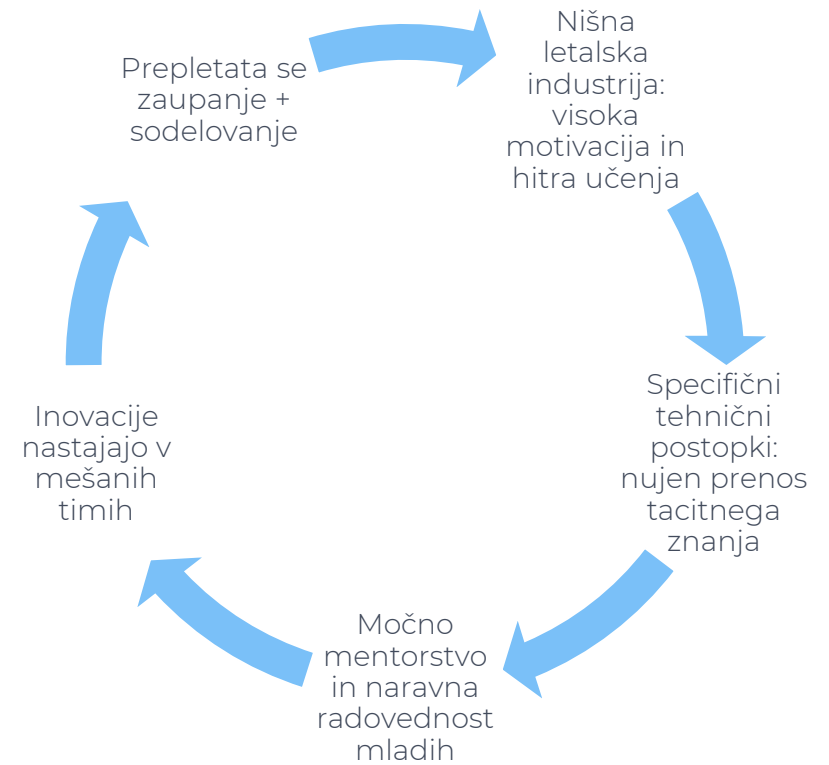 Prepletata se
zaupanje +
sodelovanje
Nišna
letalska
industrija:
visoka
motivacija in
hitra učenja
Specifični
tehnični
postopki:
nujen prenos
tacitnega
znanja
Močno
mentorstvo
in naravna
radovednost
mladih
Inovacije
nastajajo v
mešanih
timih